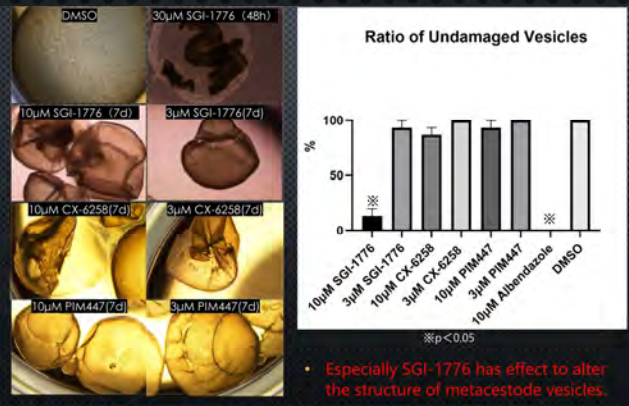 DMSO
30µM SGI-1776 (48h)
10µM SGI-1776 (7d)
3µM SGI-1776(7d)
10µM CX-6258(7d)
3µM CX-6258(7d)
10µM PIM447(7d)
3µM PIM447(7d)
Ratio of Undamaged Vesicles
%
100
50
0
※
※
10µM SGI-1776
3µM SGI-1776
10µM CX-6258
3µM CX-6258
10µM PIM447
3µM PIM447
10µM Albendazole
DMSO
※p<0.05
• Especially SGI-1776 has effect to alter
the structure of metacestode vesicles.